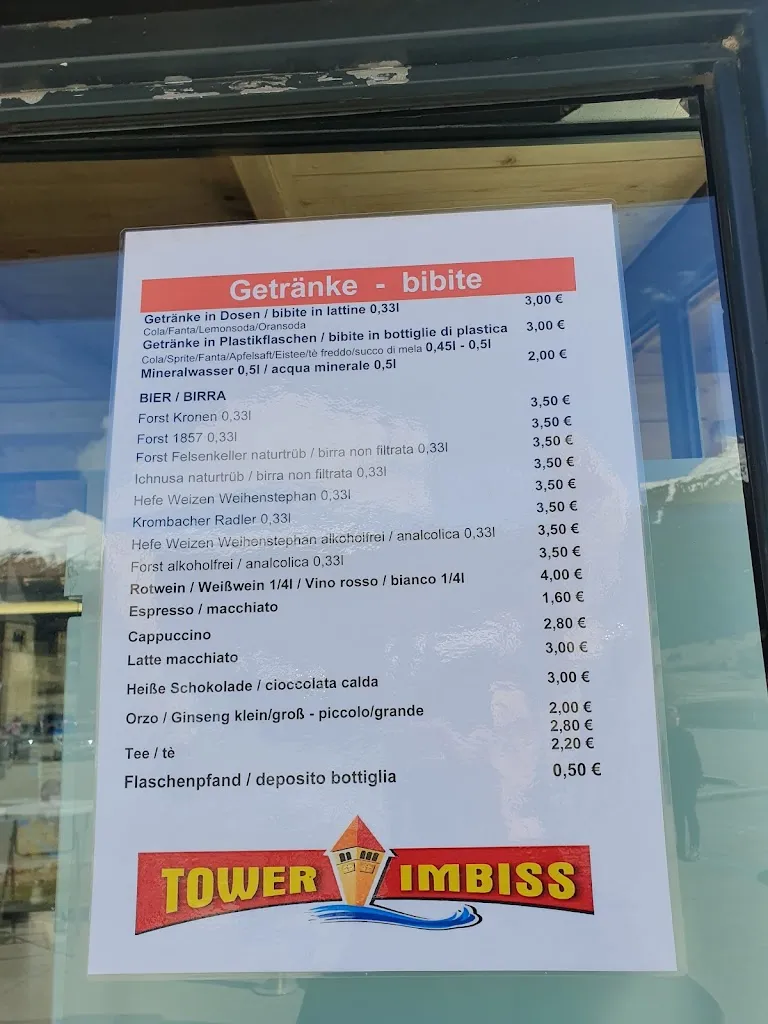 Getränke - bibite
Getränke in Dosen / bibite in lattine 0,33l 3,00 €
Cola/Fanta/Lemonsoda/Oransoda
Getränke in Plastikflaschen / bibite in bottiglie di plastica 3,00 €
Cola/Sprite/Fanta/Apfelsaft/Eistee/tè freddo/succo di mela 0,45l - 0,5l
Mineralwasser 0,5l / acqua minerale 0,5l 2,00 €
BIER / BIRRA
Forst Kronen 0,33l 3,50 €
Forst 1857 0,33l 3,50 €
Forst Felsenkeller naturtrüb / birra non filtrata 0,33l 3,50 €
Ichnusa naturtrüb / birra non filtrata 0,33l 3,50 €
Hefe Weizen Weihenstephan 0,33l 3,50 €
Krombacher Radler 0,33l 3,50 €
Hefe Weizen Weihenstephan alkoholfrei / analcolica 0,33l 3,50 €
Forst alkoholfrei / analcolica 0,33l 3,50 €
Rotwein / Weißwein 1/4l / Vino rosso / bianco 1/4l 4,00 €
Espresso / macchiato 1,60 €
Cappuccino 2,80 €
Latte macchiato 3,00 €
Heiße Schokolade / cioccolata calda 3,00 €
Orzo / Ginseng klein/groß - piccolo/grande 2,00 €
2,80 €
Tee / tè 2,20 €
Flaschenpfand / deposito bottiglia 0,50 €
TOWER IMBISS